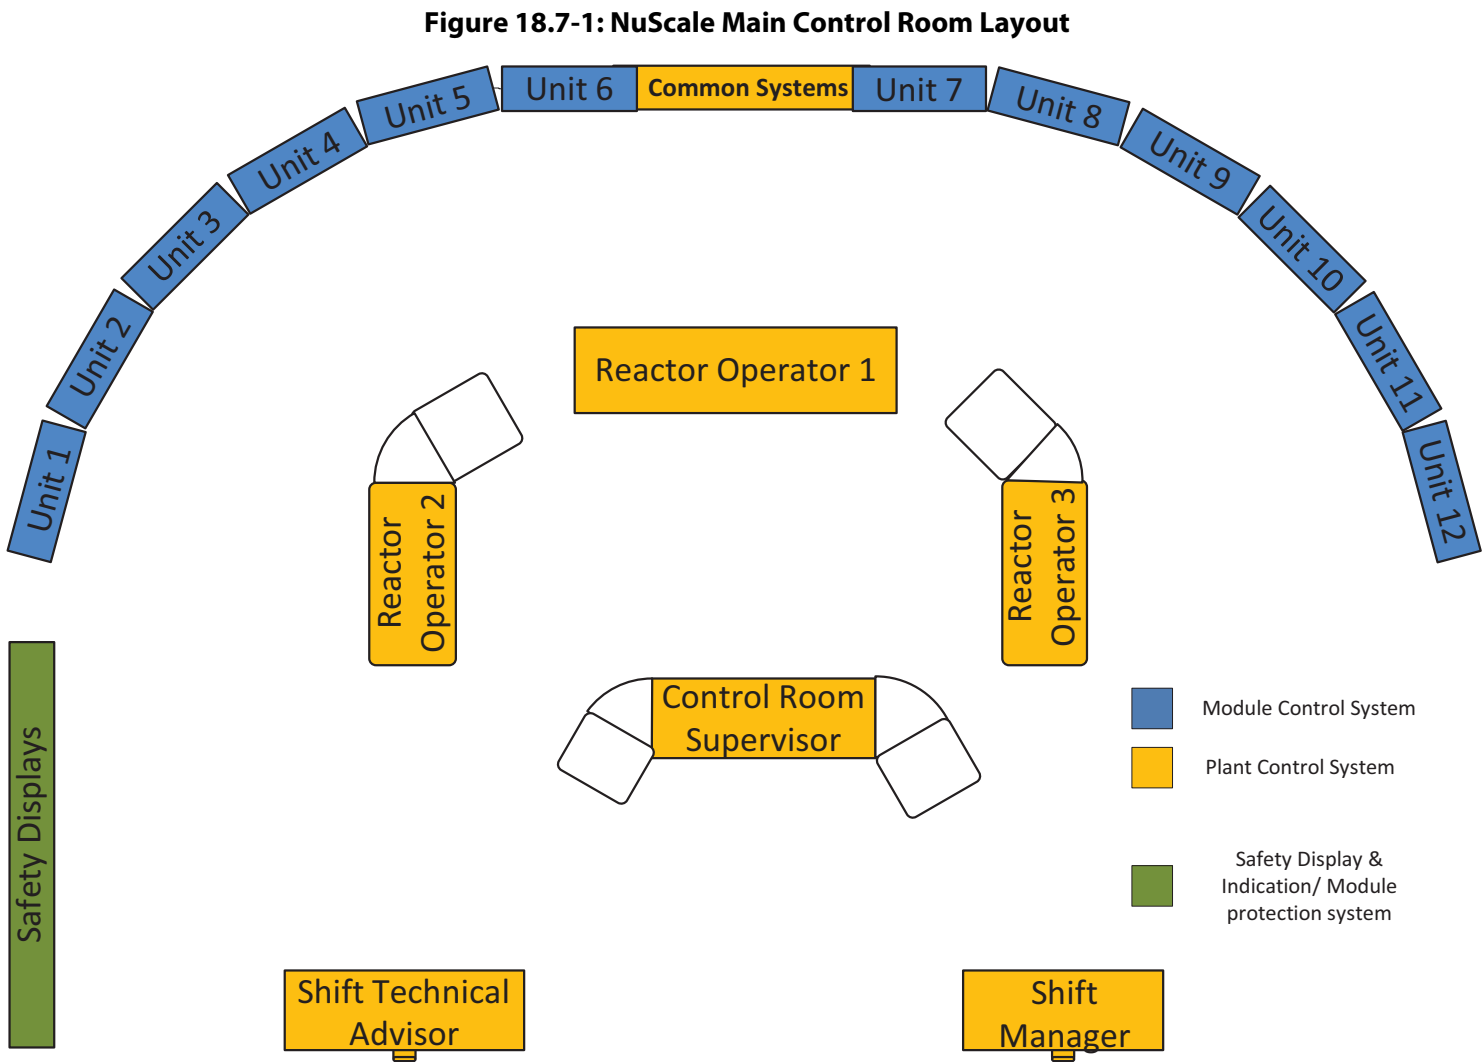 Figure 18.7-1: NuScale Main Control Room Layout
Unit 1
Unit 2
Unit 3
Unit 4
Unit 5
Unit 6
Common Systems
Unit 7
Unit 8
Unit 9
Unit 10
Unit 11
Unit 12
Reactor Operator 1
Reactor
Operator 2
Reactor
Operator 3
Control Room
Supervisor
Safety Displays
Module Control System
Plant Control System
Safety Display &
Indication/ Module
protection system
Shift Technical
Advisor
Shift
Manager